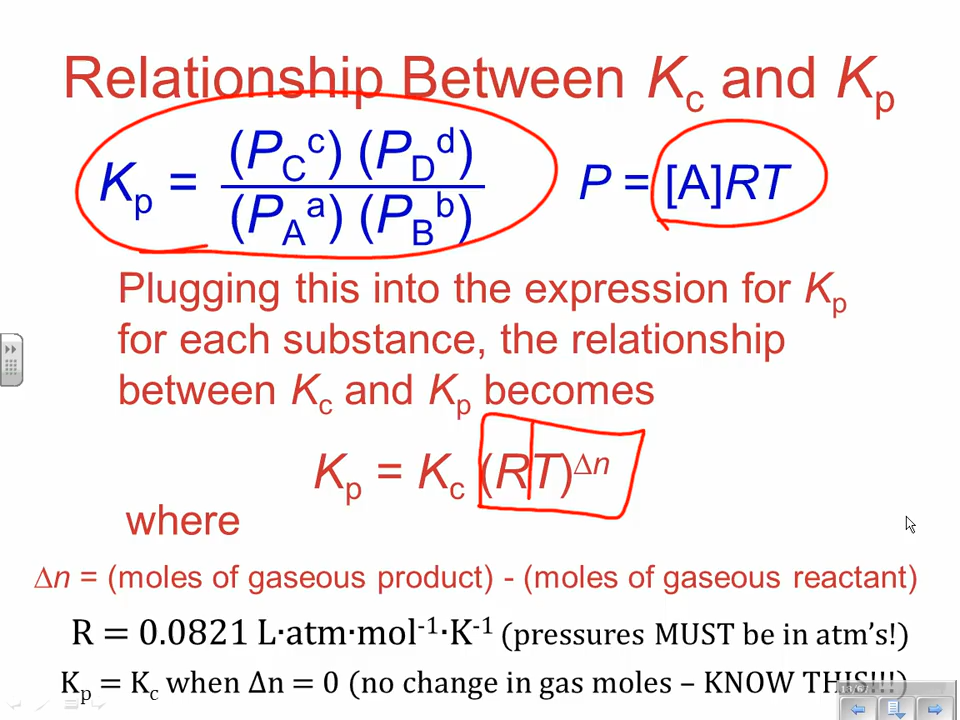 Relationship Between Kc and Kp
Kp = (PC^c) (PD^d) / (PA^a) (PB^b)
P = [A]RT
Plugging this into the expression for Kp
for each substance, the relationship
between Kc and Kp becomes
Kp = Kc (RT)^Δn
where
Δn = (moles of gaseous product) - (moles of gaseous reactant)
R = 0.0821 L·atm·mol⁻¹·K⁻¹ (pressures MUST be in atm’s!)
Kp = Kc when Δn = 0 (no change in gas moles – KNOW THIS!!!)